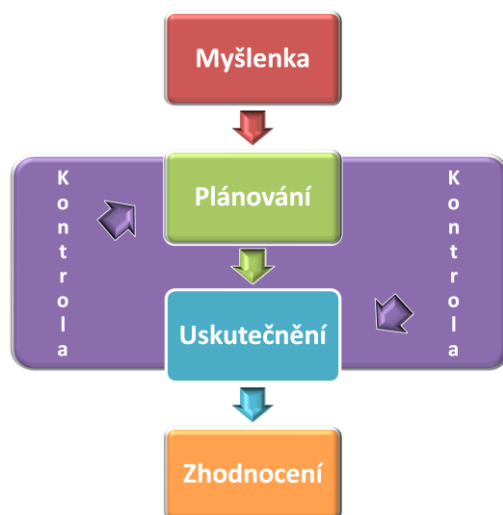 Myšlenka
Kontrola
Plánování
Kontrola
Uskutečnění
Zhodnocení